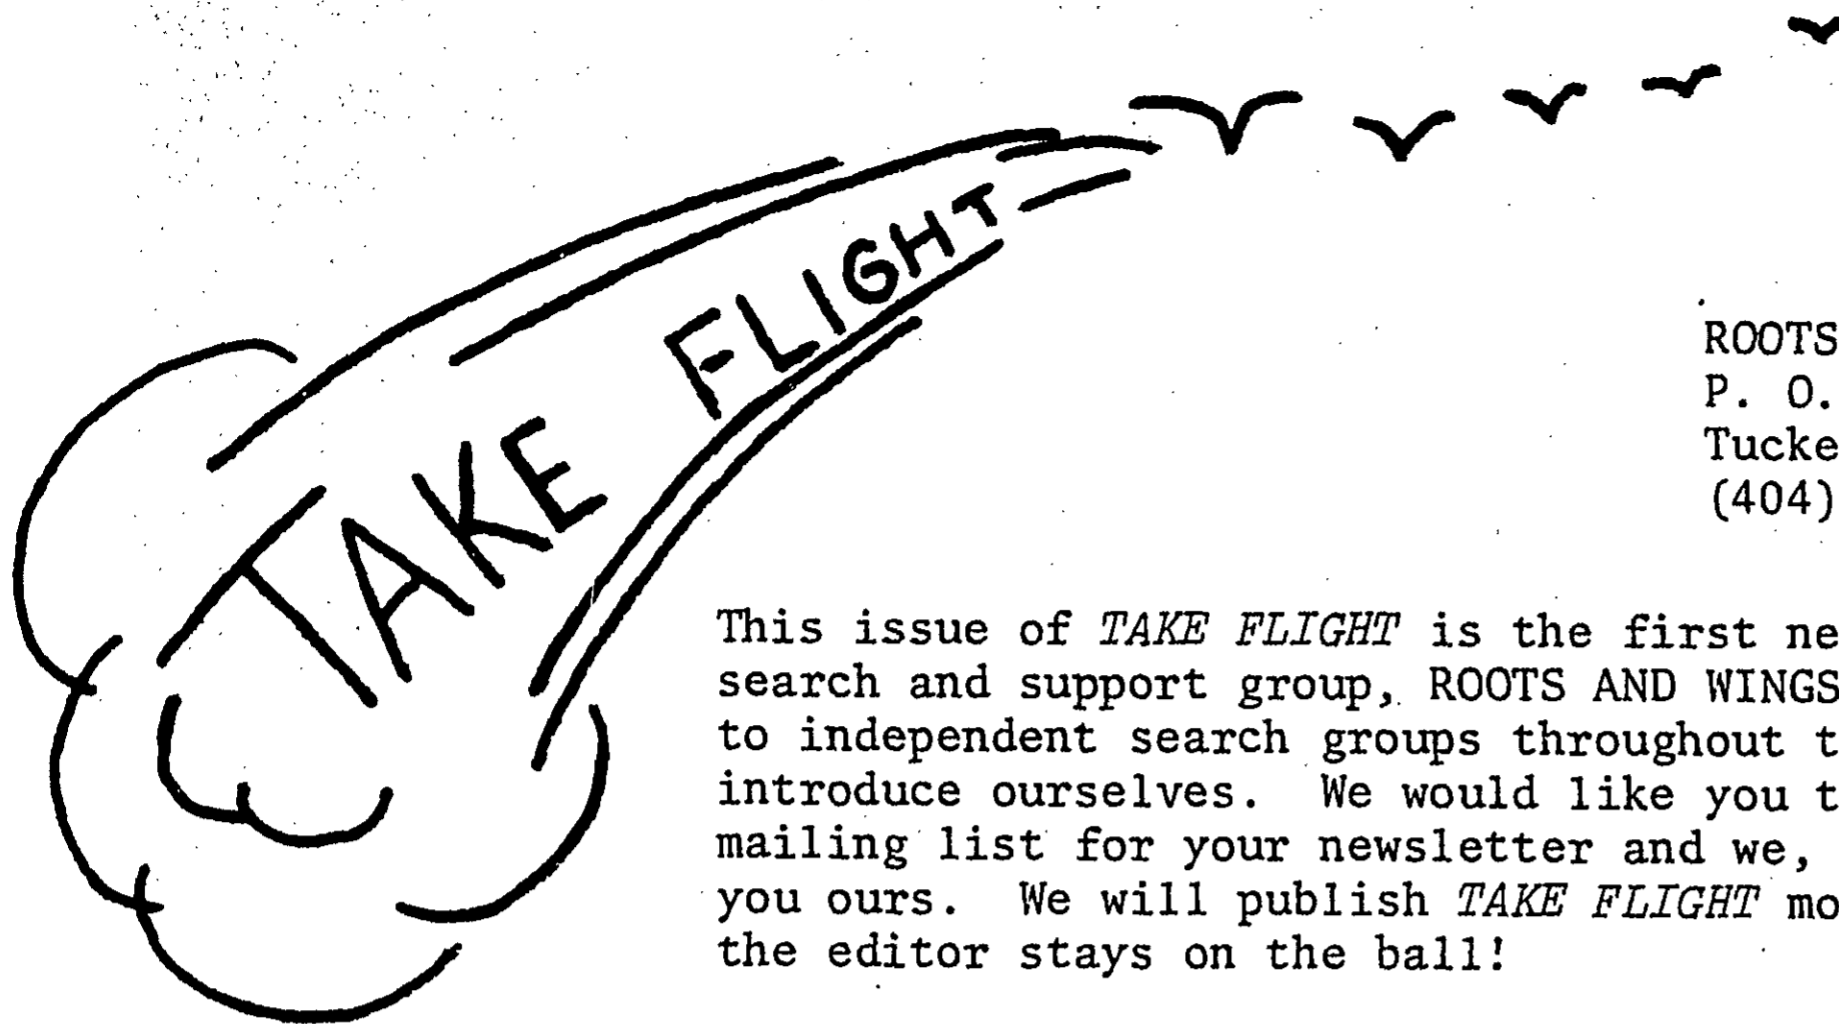 TAKE FLIGHT
ROOTS
P. O.
Tucke
(404)
This issue of TAKE FLIGHT is the first ne
search and support group, ROOTS AND WINGS
to independent search groups throughout t
introduce ourselves. We would like you t
mailing list for your newsletter and we,
you ours. We will publish TAKE FLIGHT mo
the editor stays on the ball!